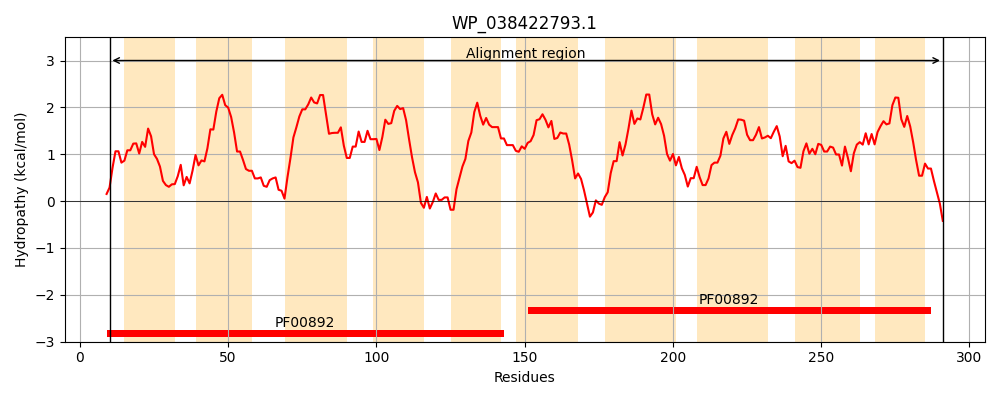 WP_038422793.1
Alignment region
3
2
1
0
−1
−2
−3
Hydropathy (kcal/mol)
PF00892
PF00892
0
50
100
150
200
250
300
Residues